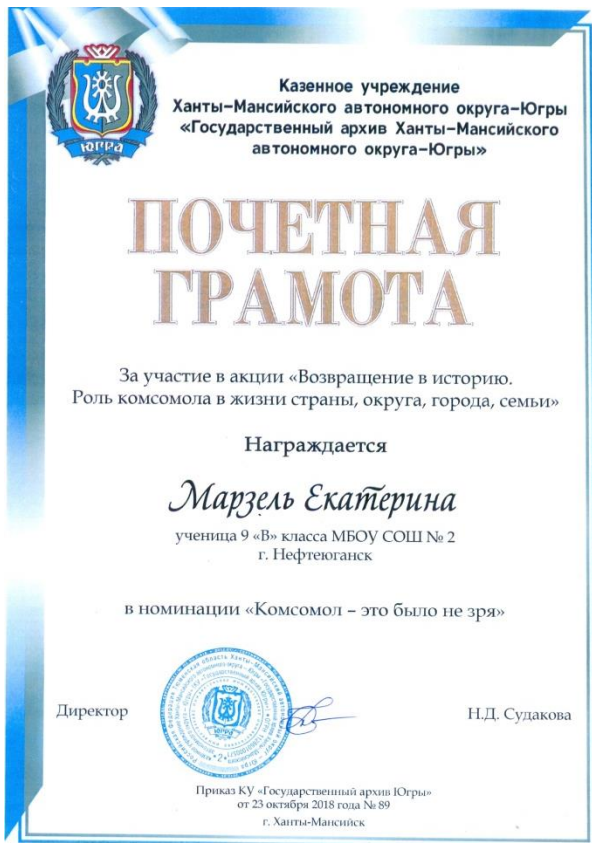 Казенное учреждение
Ханты-Мансийского автономного округа-Югры
«Государственный архив Ханты-Мансийского
автономного округа-Югры»
ЮГРА
ПОЧЕТНАЯ
ГРАМОТА
За участие в акции «Возвращение в историю.
Роль комсомола в жизни страны, округа, города, семьи»
Награждается
Марзель Екатерина
ученица 9 «В» класса МБОУ СОШ № 2
г. Нефтеюганск
в номинации «Комсомол – это было не зря»
Директор
Н.Д. Судакова
Приказ КУ «Государственный архив Югры»
от 23 октября 2018 года № 89
г. Ханты-Мансийск